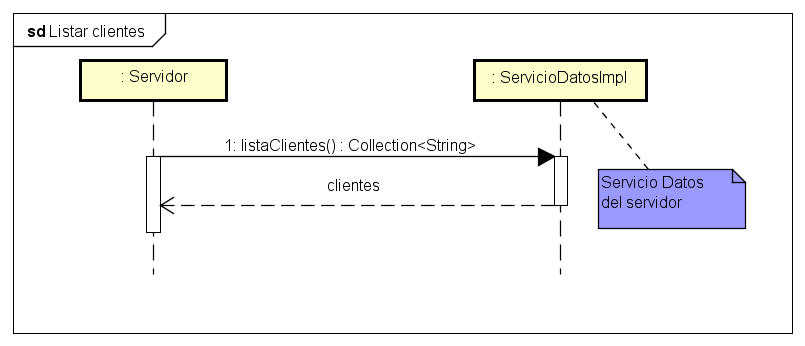 sd Listar clientes
: Servidor
: ServicioDatosImpl
1: listaClientes() : Collection<String>
clientes
Servicio Datos
del servidor